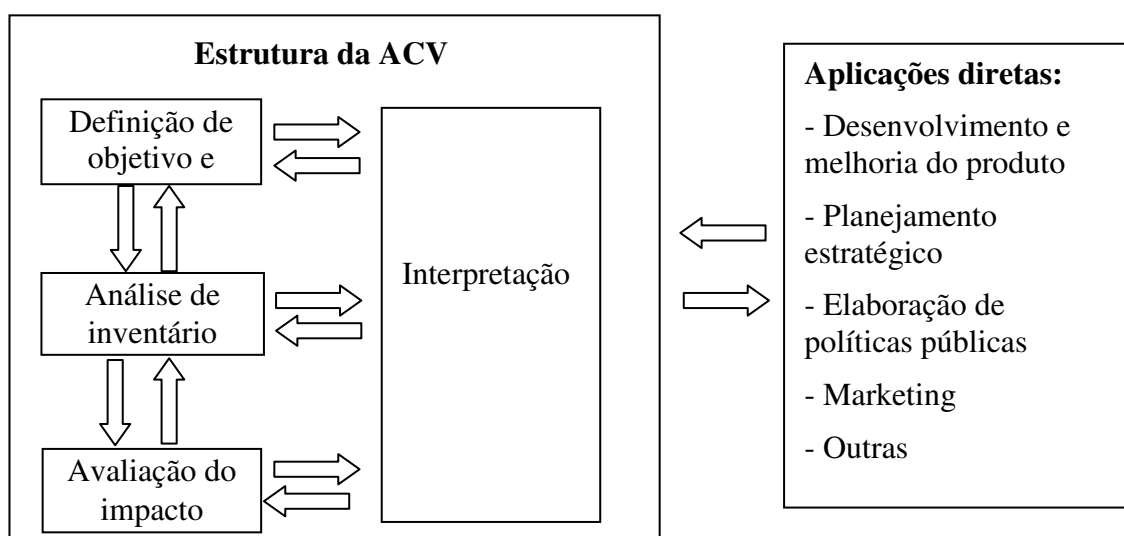 Estrutura da ACV
Definição de
objetivo e
Análise de
inventário
Avaliação do
impacto
Interpretação
Aplicações diretas:
- Desenvolvimento e
melhoria do produto
- Planejamento
estratégico
- Elaboração de
políticas públicas
- Marketing
- Outras